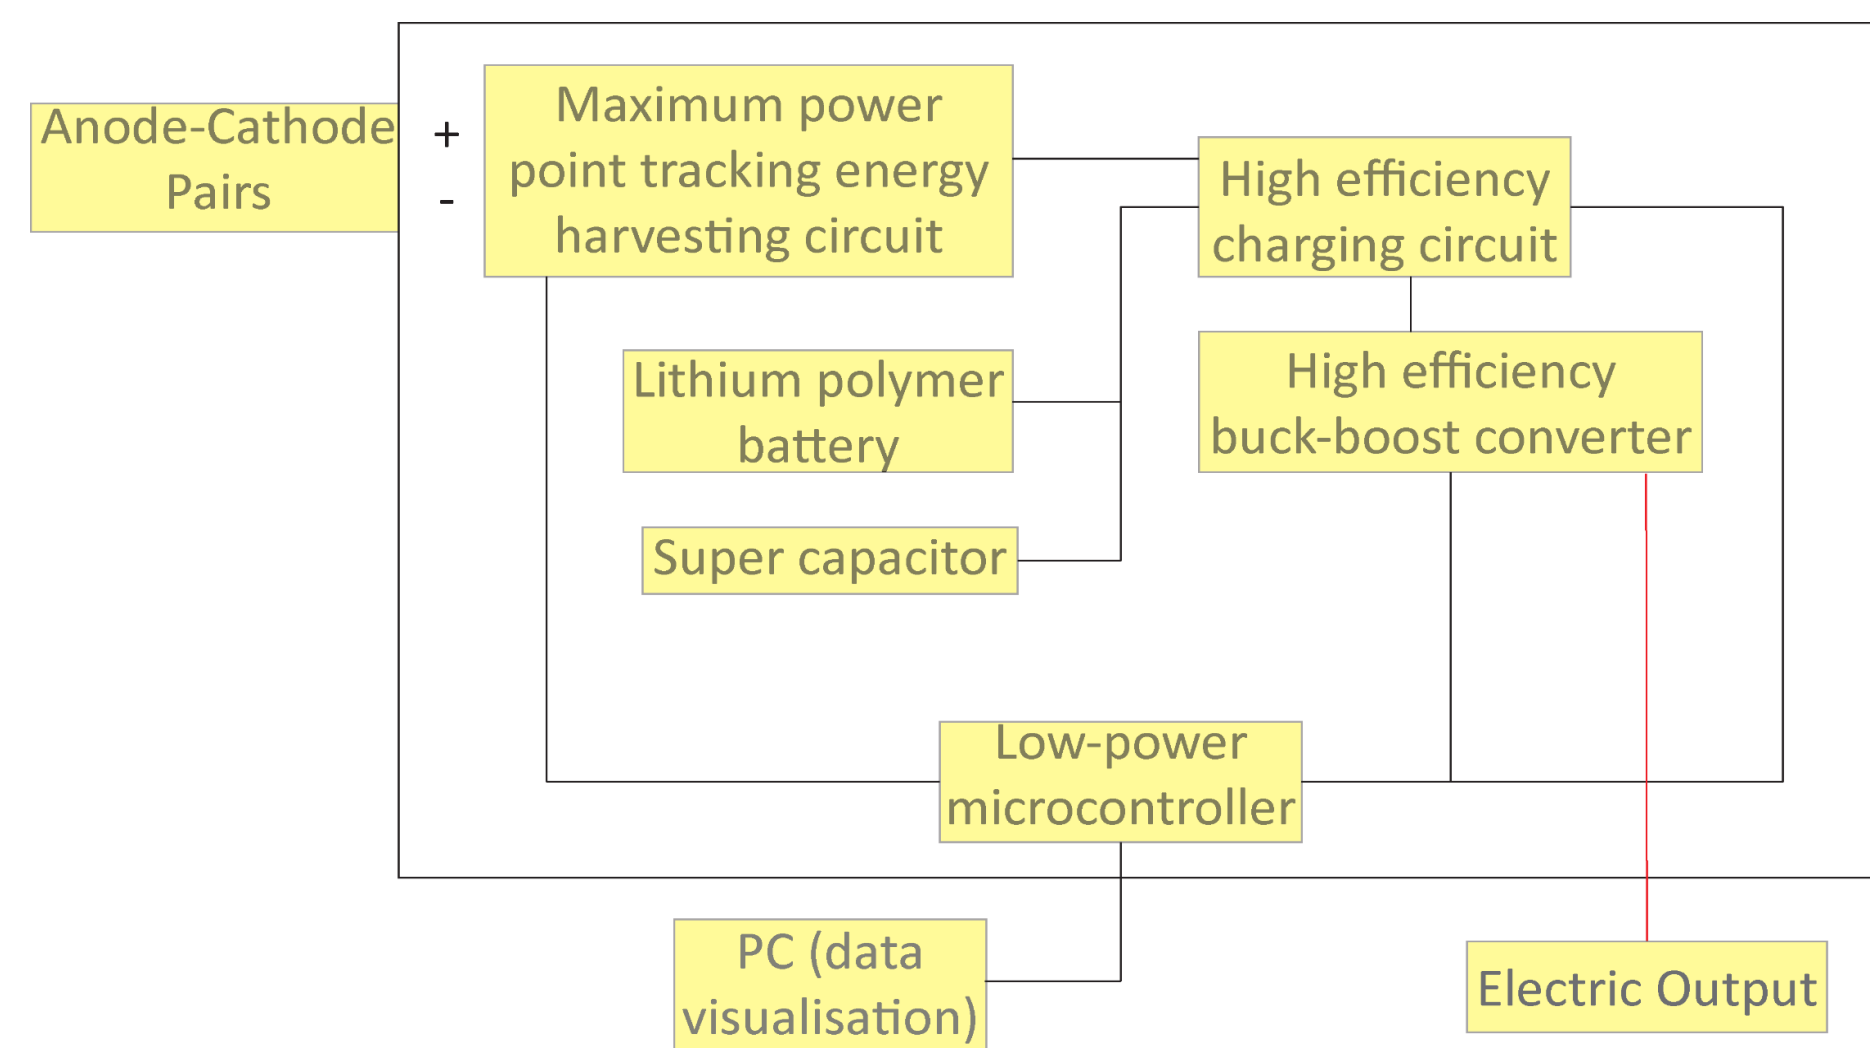 Anode-Cathode
Pairs
+
-
Maximum power
point tracking energy
harvesting circuit
High efficiency
charging circuit
Lithium polymer
battery
High efficiency
buck-boost converter
Super capacitor
Low-power
microcontroller
PC (data
visualisation)
Electric Output